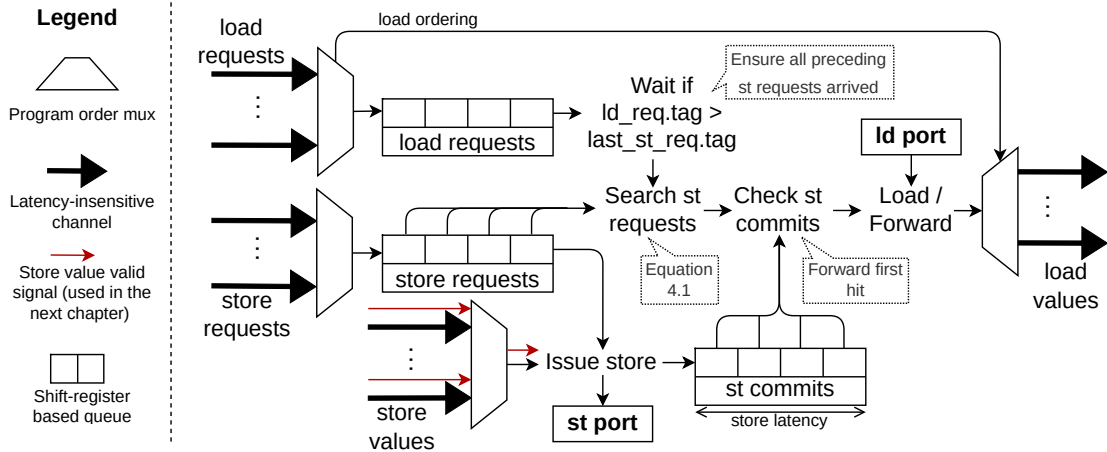 Legend
Program order mux
Latency-insensitive
channel
Store value valid
signal (used in the
next chapter)
Shift-register
based queue
load
requests
load ordering
load requests
Wait if
ld_req.tag >
last_st_req.tag
Ensure all preceding
st requests arrived
ld port
store
requests
store requests
Search st
requests
Check st
commits
Load /
Forward
Equation
4.1
Forward first
hit
load
values
store
values
Issue store
st port
st commits
store latency